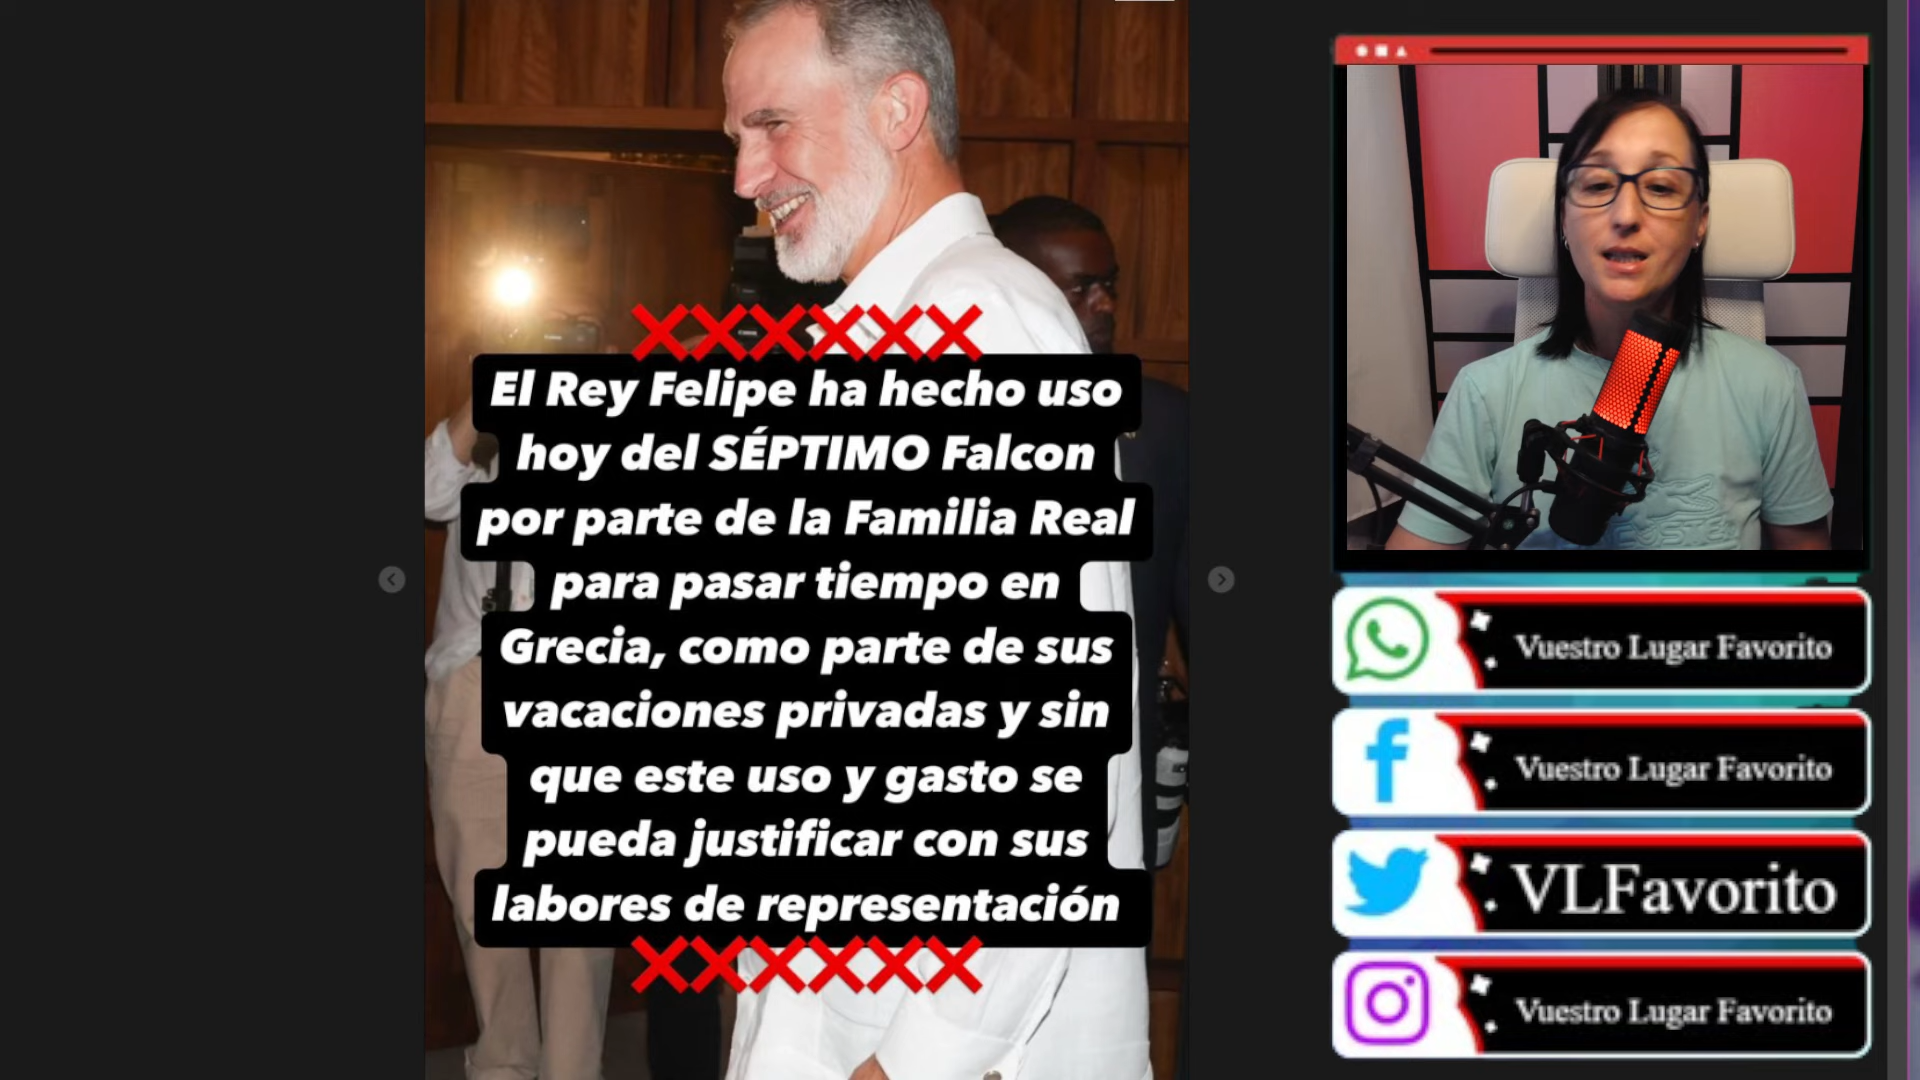 El Rey Felipe ha hecho uso
hoy del SÉPTIMO Falcon
por parte de la Familia Real
para pasar tiempo en
Grecia, como parte de sus
vacaciones privadas y sin
que este uso y gasto se
pueda justificar con sus
labores de representación
Vuestro Lugar Favorito
Vuestro Lugar Favorito
VLFavorito
Vuestro Lugar Favorito